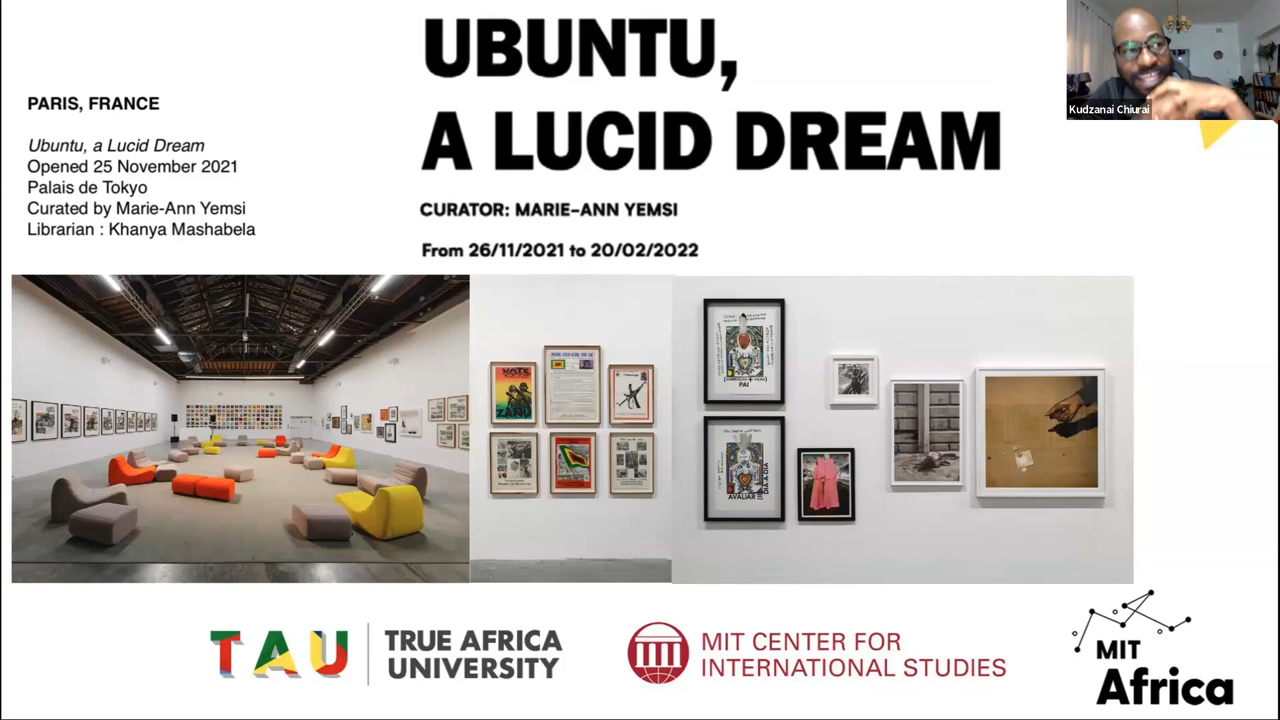 UBUNTU,
A LUCID DREAM
CURATOR: MARIE-ANN YEMSI
From 26/11/2021 to 20/02/2022
PARIS, FRANCE
Ubuntu, a Lucid Dream
Opened 25 November 2021
Palais de Tokyo
Curated by Marie-Ann Yemsi
Librarian : Khanya Mashabela
Kudzanai Chiurai
PAI
AVALIAR
TAU
TRUE AFRICA
UNIVERSITY
MIT CENTER FOR
INTERNATIONAL STUDIES
MIT
Africa